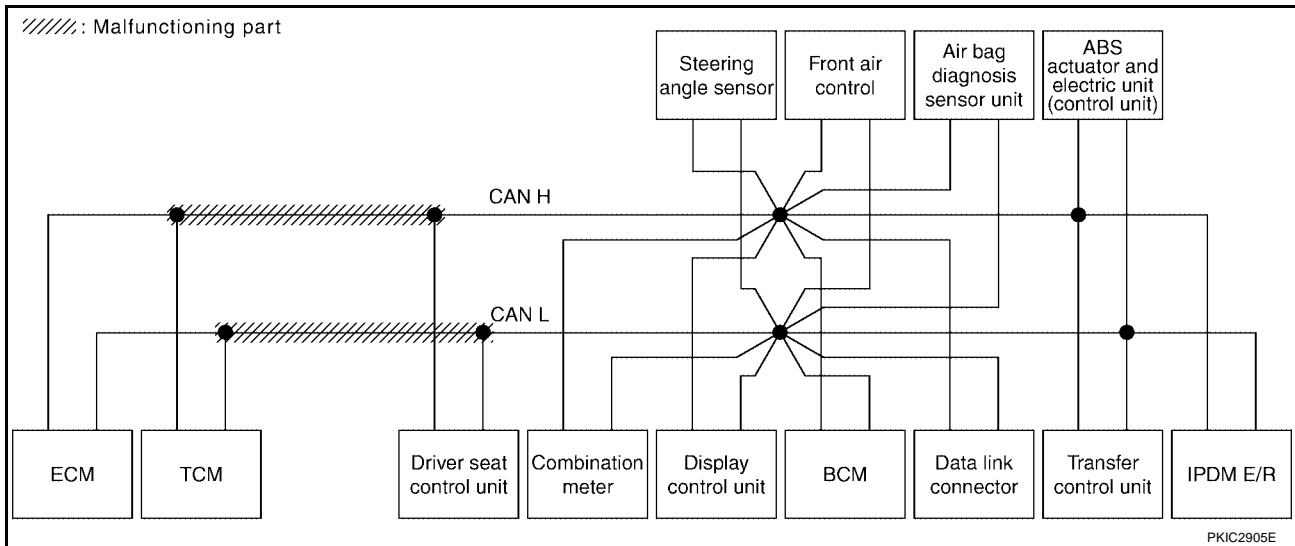 : Malfunctioning part
Steering
angle sensor
Front air
control
Air bag
diagnosis
sensor unit
ABS
actuator and
electric unit
(control unit)
CAN H
CAN L
ECM
TCM
Driver seat
control unit
Combination
meter
Display
control unit
BCM
Data link
connector
Transfer
control unit
IPDM E/R
PKIC2905E